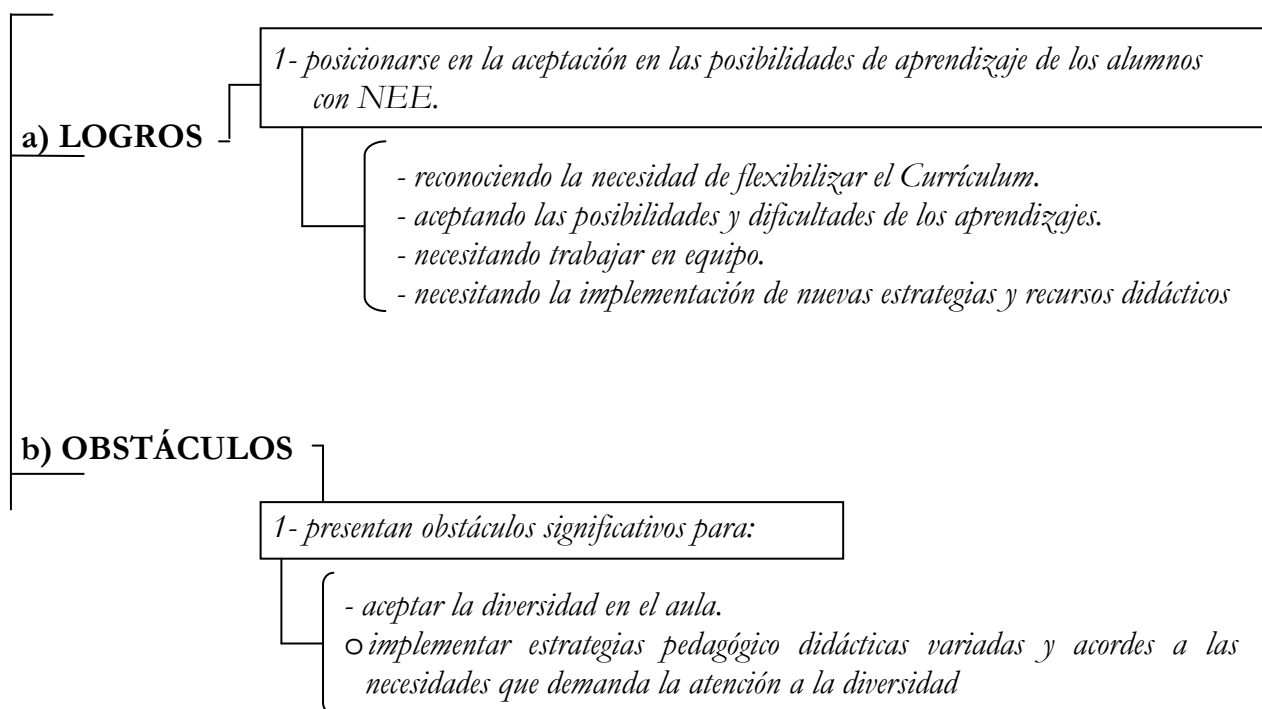 1- posicionarse en la aceptación en las posibilidades de aprendizaje de los alumnos
con NEE.
a) LOGROS
- reconociendo la necesidad de flexibilizar el Currículum.
- aceptando las posibilidades y dificultades de los aprendizajes.
- necesitando trabajar en equipo.
- necesitando la implementación de nuevas estrategias y recursos didácticos
b) OBSTÁCULOS
1- presentan obstáculos significativos para:
- aceptar la diversidad en el aula.
o implementar estrategias pedagógico didácticas variadas y acordes a las
necesidades que demanda la atención a la diversidad